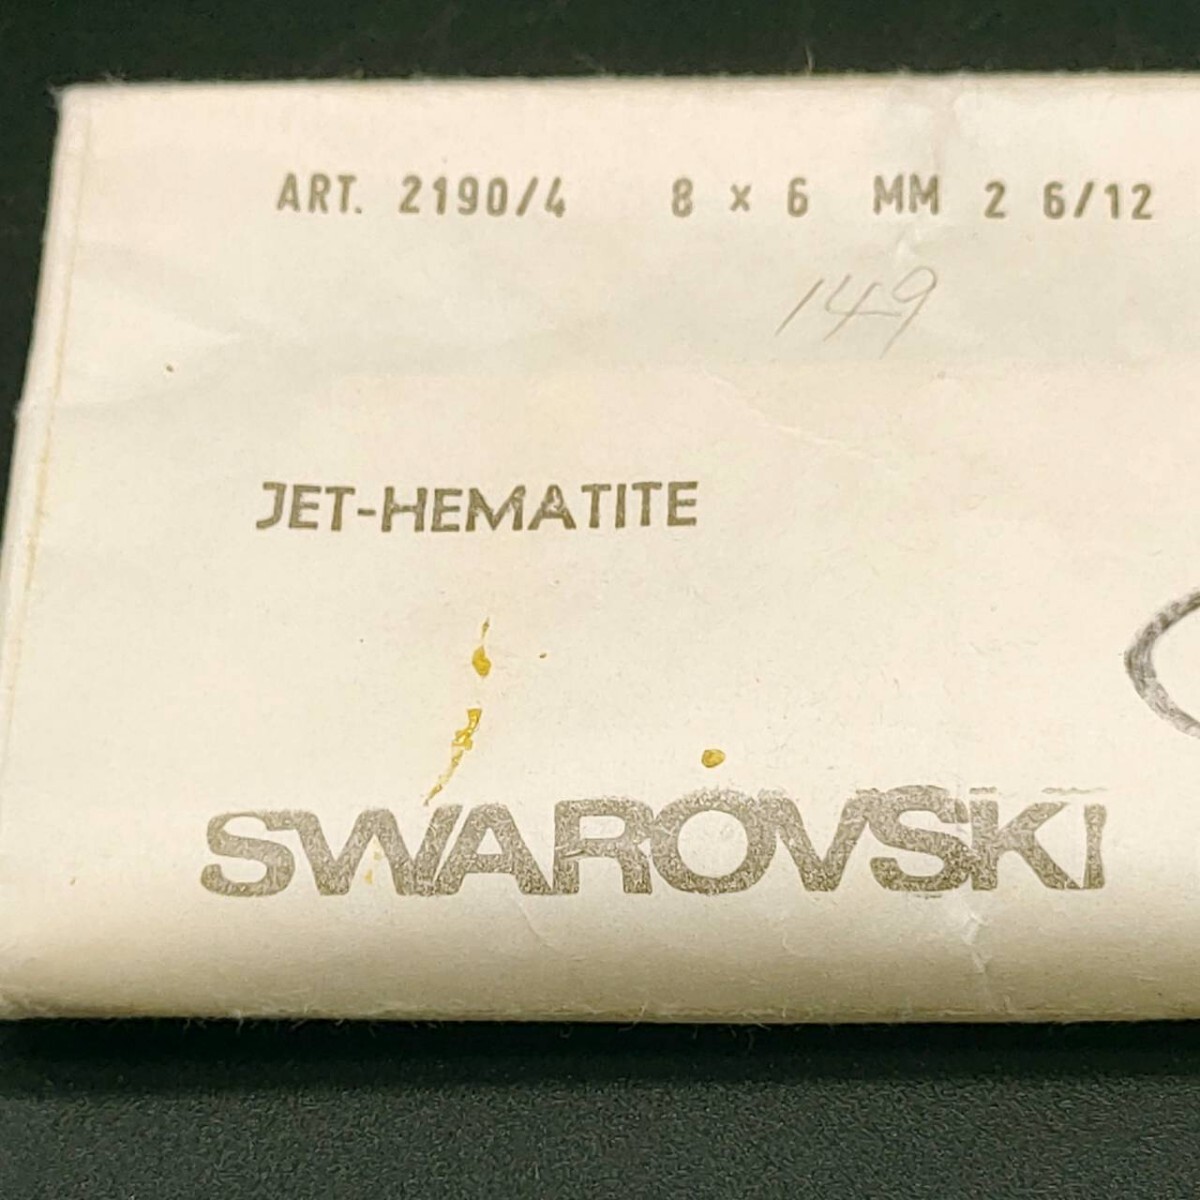 ART. 2190/4 8 × 6 MM 2 6/12
149
JET-HEMATITE
SWAROVSKI